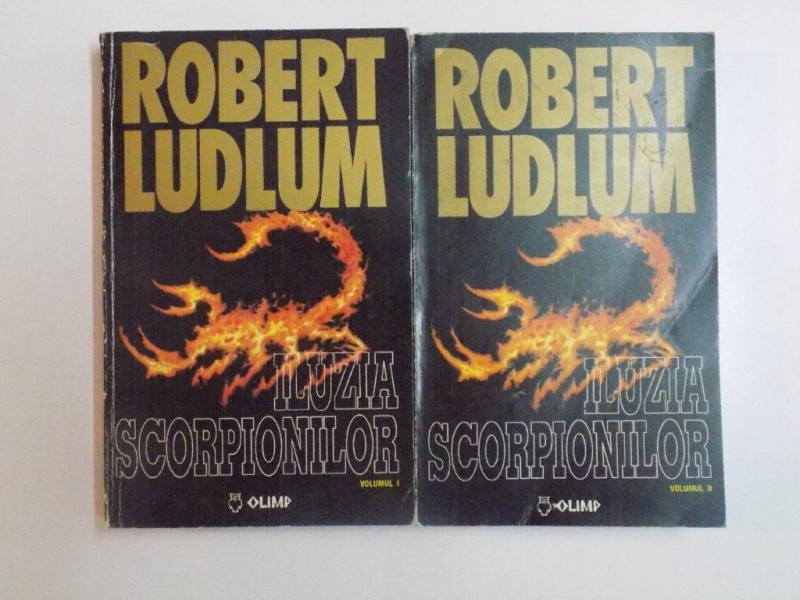 ROBERT
LUDLUM
ILUZIA
SCORPIONILOR
VOLUMUL I
OLIMP
ROBERT
LUDLUM
ILUZIA
SCORPIONILOR
VOLUMUL II
OLIMP